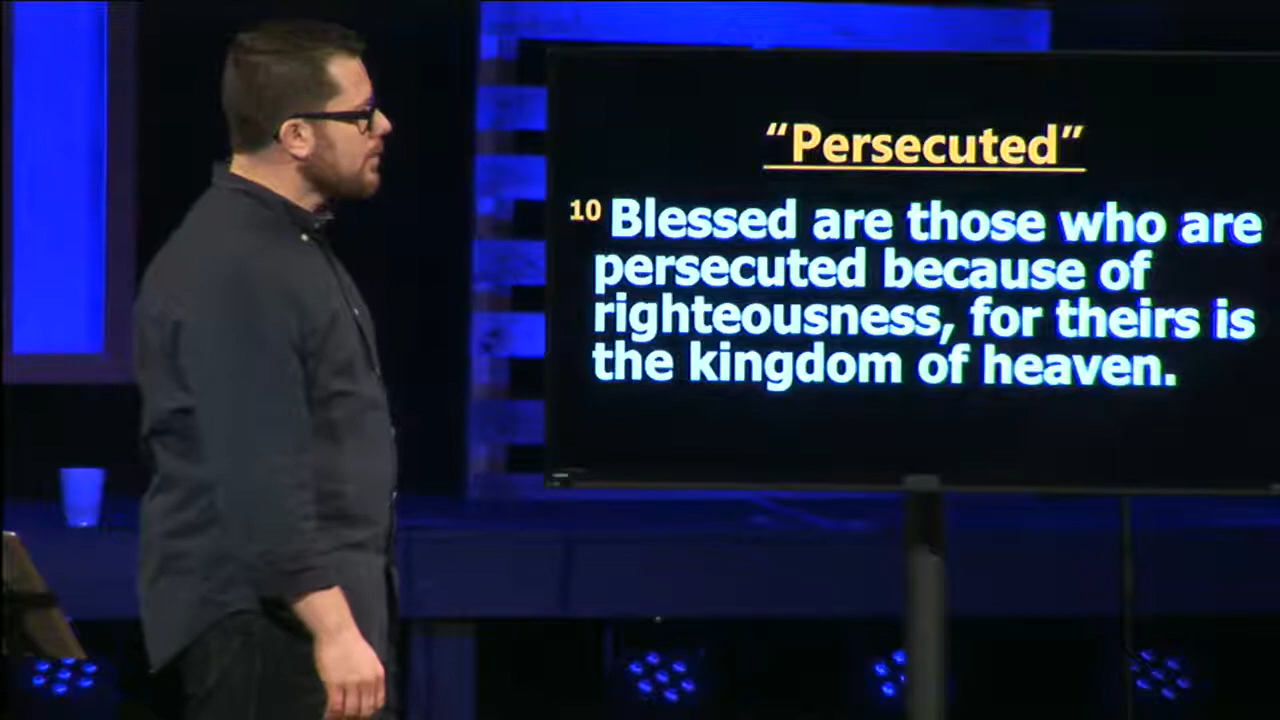 “Persecuted”
10 Blessed are those who are
persecuted because of
righteousness, for theirs is
the kingdom of heaven.